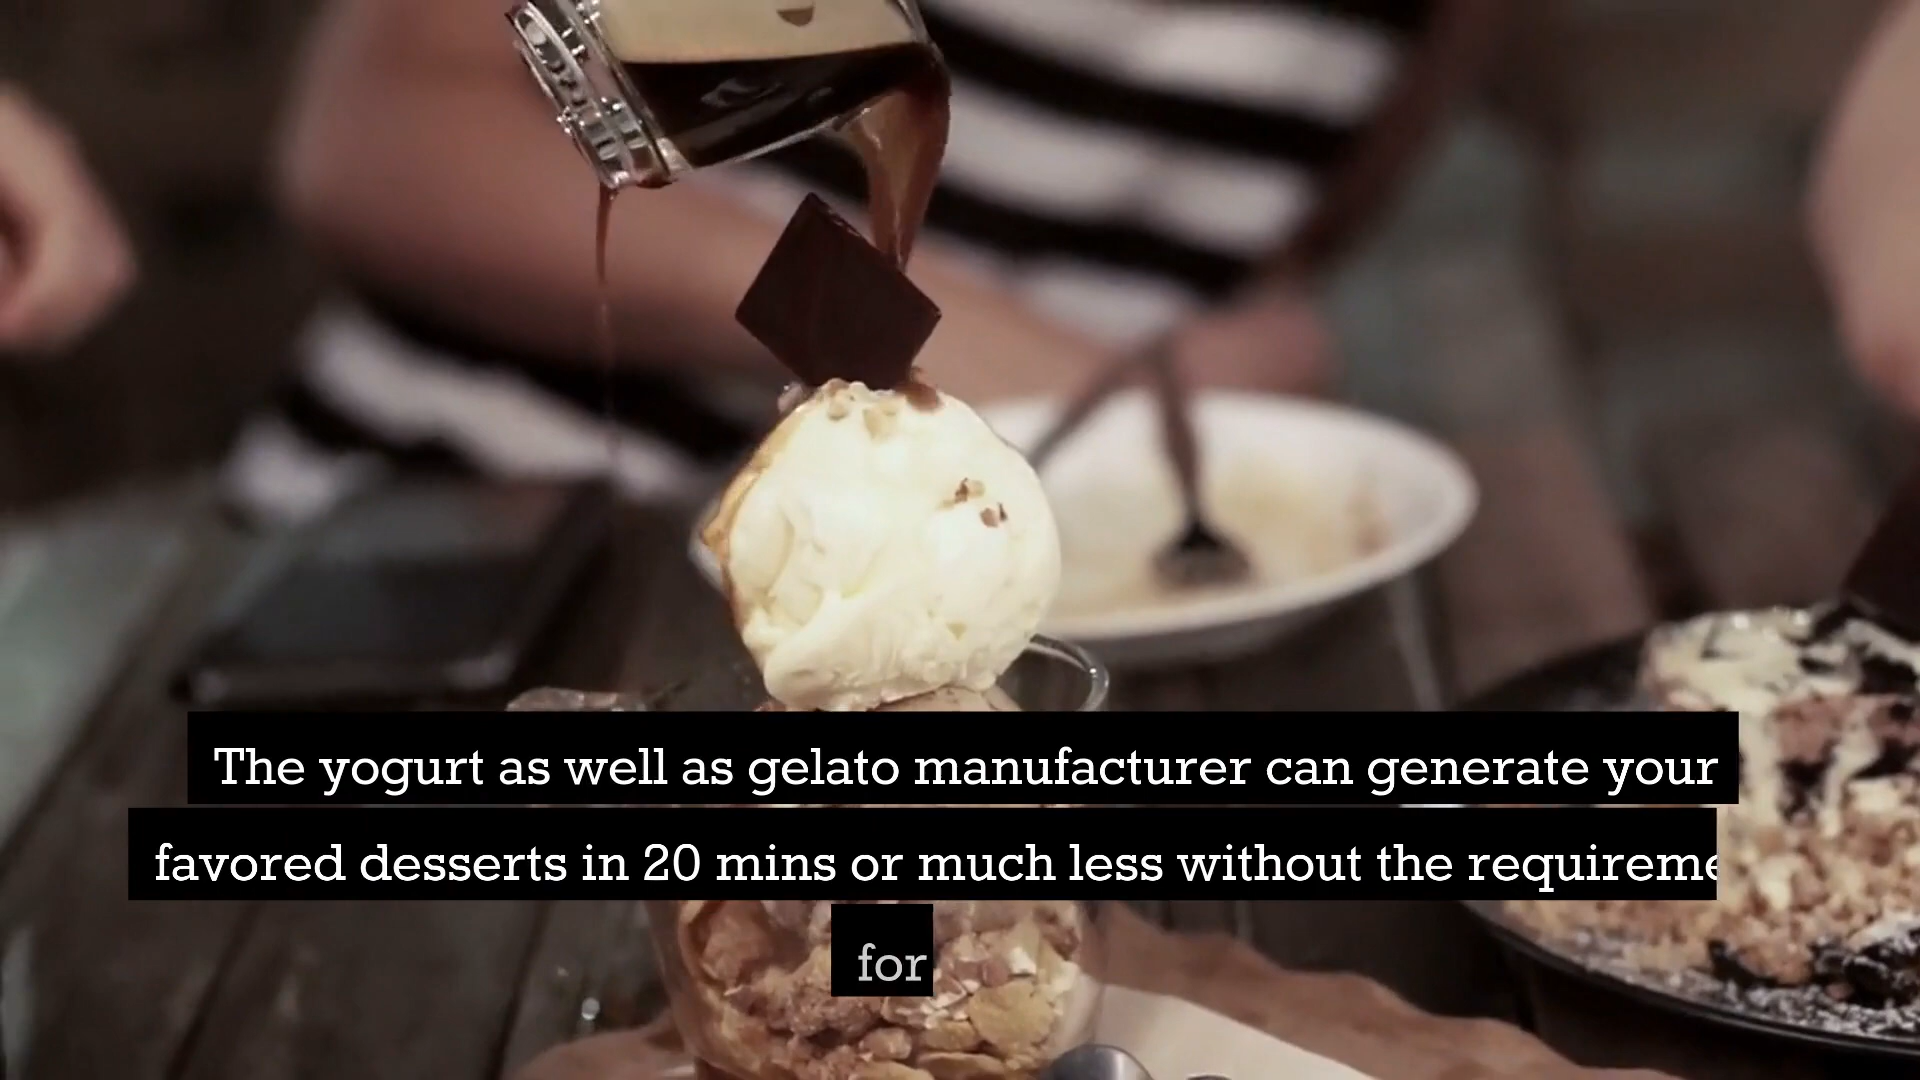 The yogurt as well as gelato manufacturer can generate your
favored desserts in 20 mins or much less without the
for